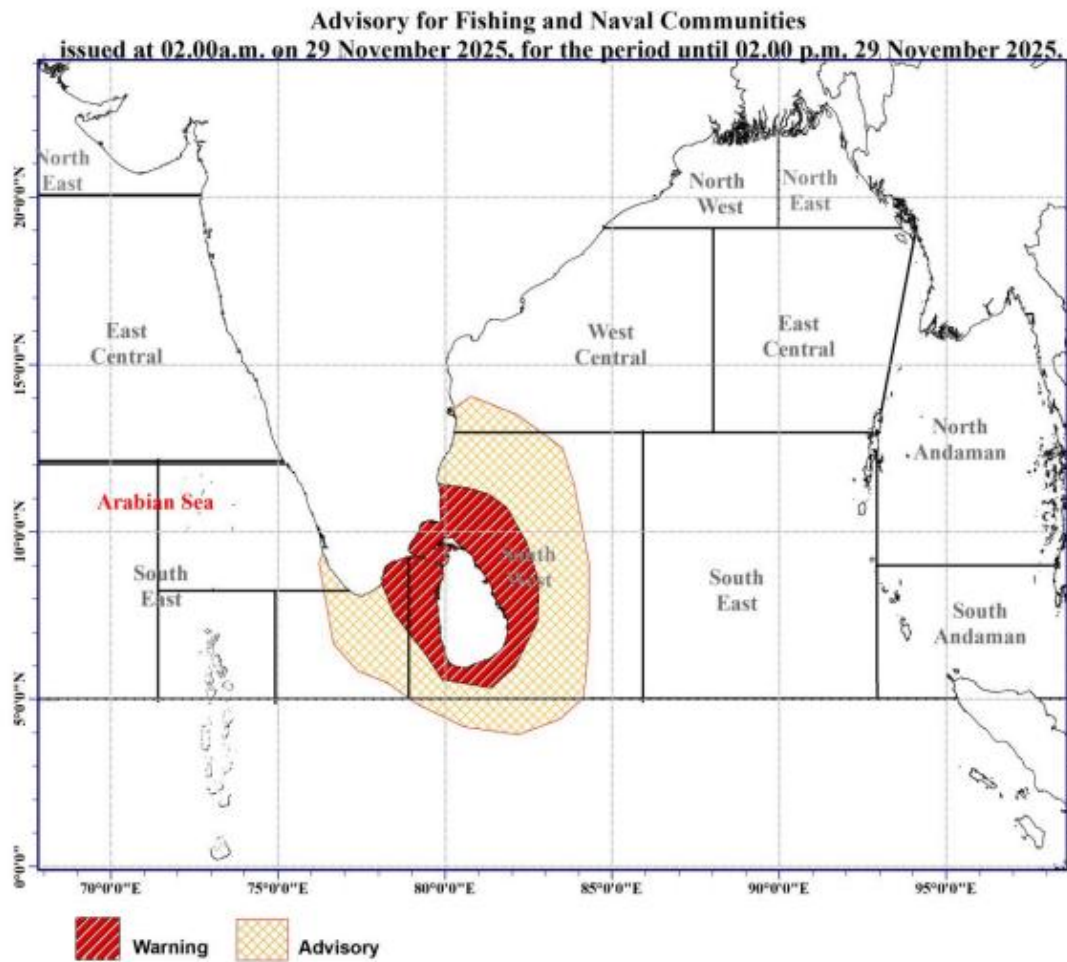 Advisory for Fishing and Naval Communities
issued at 02.00a.m. on 29 November 2025, for the period until 02.00 p.m. 29 November 2025.
North
East
North
West
North
East
East
Central
West
Central
East
Central
North
Andaman
Arabian Sea
South
East
South
West
South
East
South
Andaman
20°0'0"N
15°0'0"N
10°0'0"N
5°0'0"N
0°0'0"
70°0'0"E
75°0'0"E
80°0'0"E
85°0'0"E
90°0'0"E
95°0'0"E
Warning
Advisory